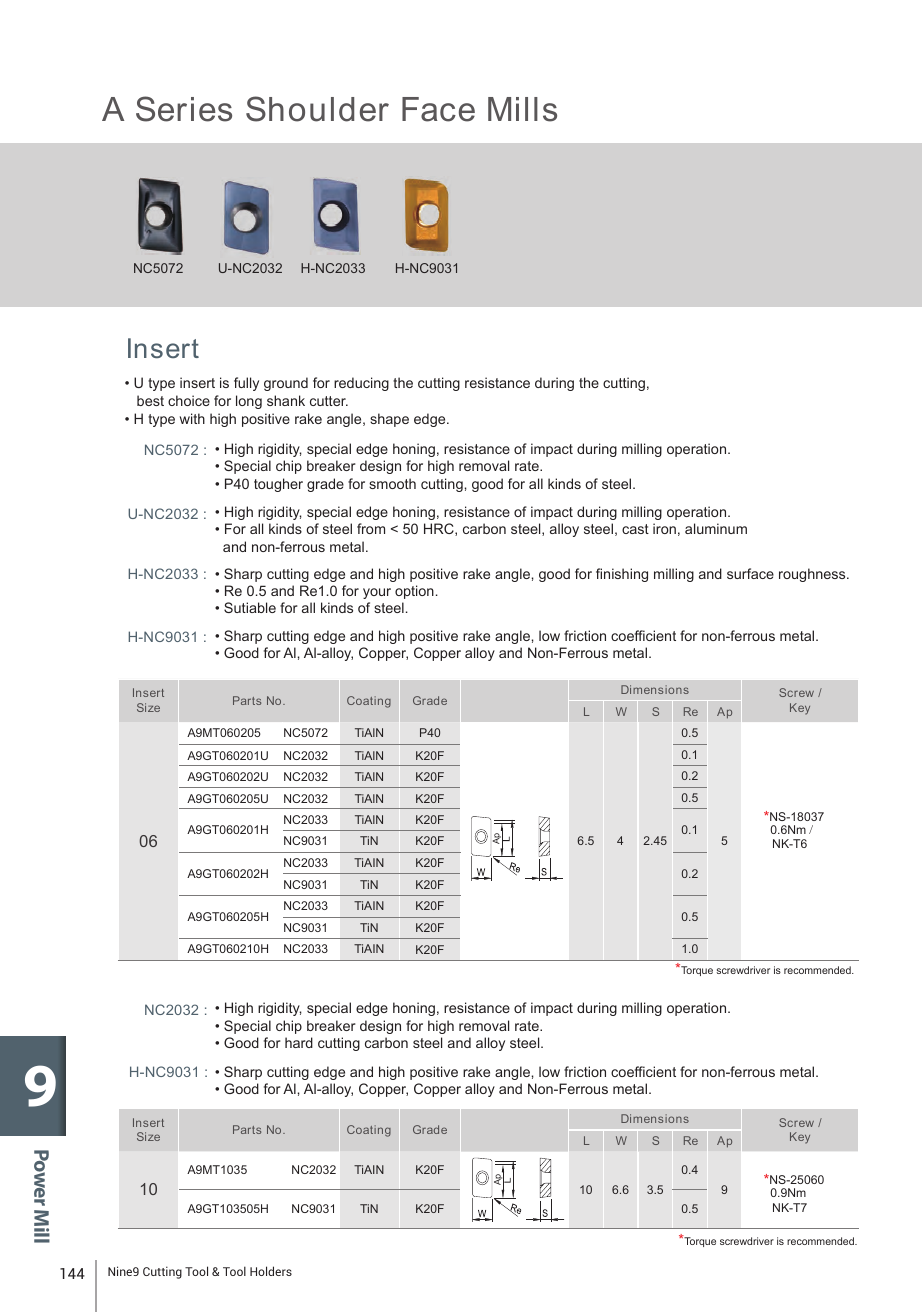 A Series Shoulder Face Mills
NC5072 U-NC2032 H-NC2033 H-NC9031
Insert
• U type insert is fully ground for reducing the cutting resistance during the cutting,
best choice for long shank cutter.
• H type with high positive rake angle, shape edge.
NC5072 : • High rigidity, special edge honing, resistance of impact during milling operation.
• Special chip breaker design for high removal rate.
• P40 tougher grade for smooth cutting, good for all kinds of steel.
U-NC2032 : • High rigidity, special edge honing, resistance of impact during milling operation.
• For all kinds of steel from < 50 HRC, carbon steel, alloy steel, cast iron, aluminum
and non-ferrous metal.
H-NC2033 : • Sharp cutting edge and high positive rake angle, good for finishing milling and surface roughness.
• Re 0.5 and Re1.0 for your option.
• Sutiable for all kinds of steel.
H-NC9031 : • Sharp cutting edge and high positive rake angle, low friction coefficient for non-ferrous metal.
• Good for Al, Al-alloy, Copper, Copper alloy and Non-Ferrous metal.
Insert Size Parts No. Coating Grade Dimensions Screw / Key
L W S Re Ap
A9MT060205 NC5072 TiAlN P40 0.5
A9GT060201U NC2032 TiAlN K20F 0.1
A9GT060202U NC2032 TiAlN K20F 0.2
A9GT060205U NC2032 TiAlN K20F 0.5
A9GT060201H NC2033 TiAlN K20F 0.1
NC9031 TiN K20F
06 6.5 4 2.45 5
*NS-18037
0.6Nm /
NK-T6
Ap L W Re S
A9GT060202H NC2033 TiAlN K20F 0.2
NC9031 TiN K20F
A9GT060205H NC2033 TiAlN K20F 0.5
NC9031 TiN K20F
A9GT060210H NC2033 TiAlN K20F 1.0
*Torque screwdriver is recommended.
NC2032 : • High rigidity, special edge honing, resistance of impact during milling operation.
• Special chip breaker design for high removal rate.
• Good for hard cutting carbon steel and alloy steel.
H-NC9031 : • Sharp cutting edge and high positive rake angle, low friction coefficient for non-ferrous metal.
• Good for Al, Al-alloy, Copper, Copper alloy and Non-Ferrous metal.
Insert Size Parts No. Coating Grade Dimensions Screw / Key
L W S Re Ap
A9MT1035 NC2032 TiAlN K20F 0.4
10 10 6.6 3.5 9
*NS-25060
0.9Nm
NK-T7
Ap L W Re S
A9GT103505H NC9031 TiN K20F 0.5
*Torque screwdriver is recommended.
9
Power Mill
144 Nine9 Cutting Tool & Tool Holders